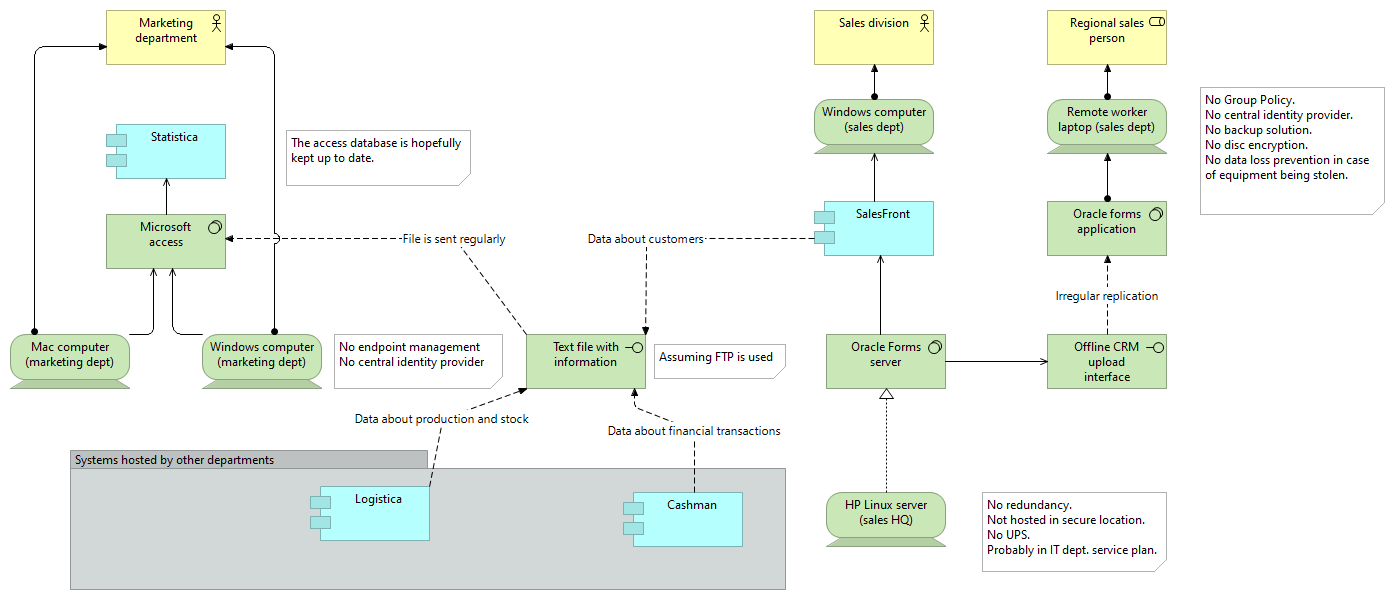 Marketing
department
Sales division
Regional sales
person
No Group Policy.
No central identity provider.
No backup solution.
No disc encryption.
No data loss prevention in case
of equipment being stolen.
Windows computer
(sales dept)
Remote worker
laptop (sales dept)
Statistica
The access database is hopefully
kept up to date.
Microsoft
access
File is sent regularly
Data about customers
SalesFront
Oracle forms
application
Irregular replication
Mac computer
(marketing dept)
Windows computer
(marketing dept)
No endpoint management
No central identity provider
Text file with
information
Assuming FTP is used
Oracle Forms
server
Offline CRM
upload
interface
Data about production and stock
Data about financial transactions
Systems hosted by other departments
Logistica
Cashman
HP Linux server
(sales HQ)
No redundancy.
Not hosted in secure location.
No UPS.
Probably in IT dept. service plan.